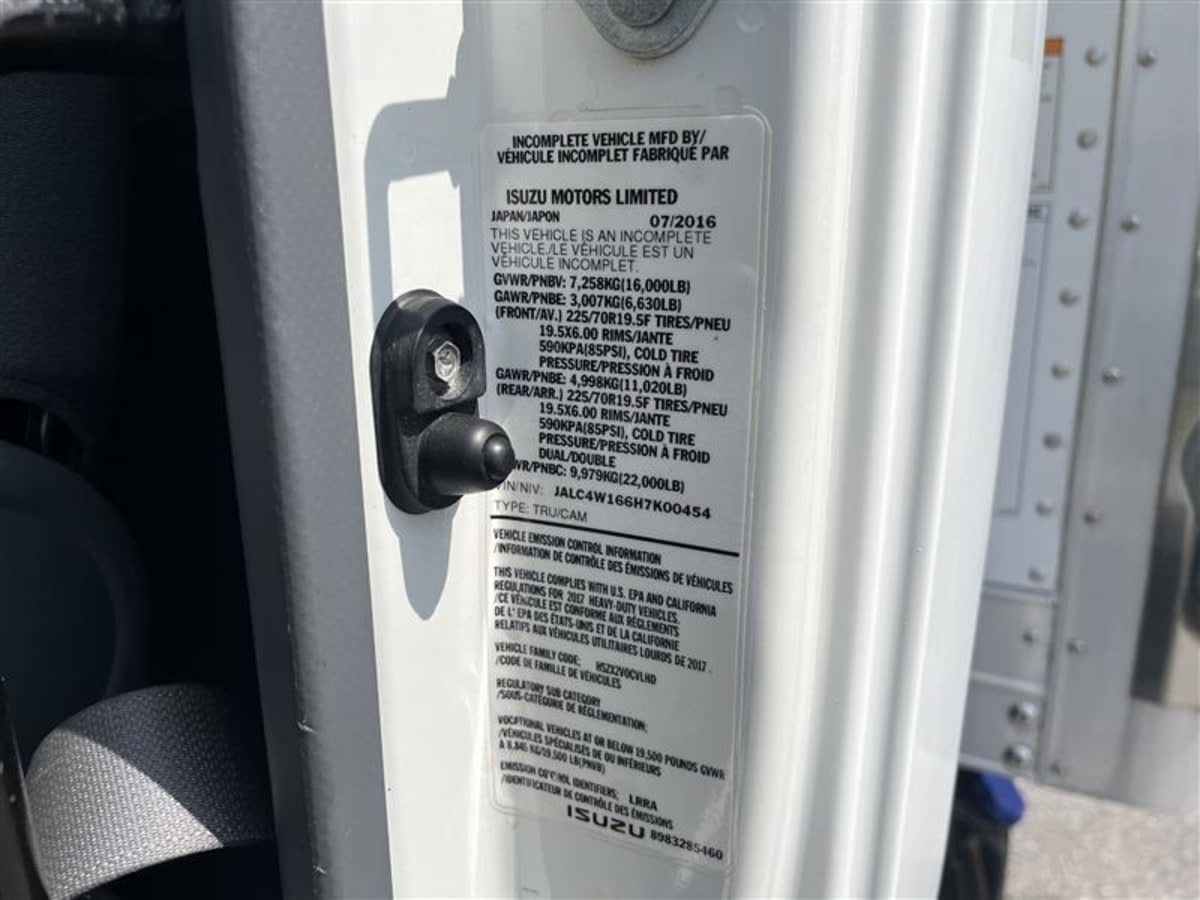 INCOMPLETE VEHICLE MFD BY/
VÉHICULE INCOMPLET FABRIQUÉ PAR
ISUZU MOTORS LIMITED
JAPAN/JAPON 07/2016
THIS VEHICLE IS AN INCOMPLETE
VEHICLE./LE VÉHICULE EST UN
VÉHICULE INCOMPLET.
GVWR/PNBV: 7,258KG(16,000LB)
GAWR/PNBE: 3,007KG(6,630LB)
(FRONT/AV.) 225/70R19.5F TIRES/PNEU
19.5X6.00 RIMS/JANTE
590KPA(85PSI), COLD TIRE
PRESSURE/PRESSION À FROID
GAWR/PNBE: 4,998KG(11,020LB)
(REAR/ARR.) 225/70R19.5F TIRES/PNEU
19.5X6.00 RIMS/JANTE
590KPA(85PSI), COLD TIRE
PRESSURE/PRESSION À FROID
DUAL/DOUBLE
WR/PNBC: 9,979KG(22,000LB)
VIN/NIV: JALC4W166H7K00454
TYPE: TRU/CAM
VEHICLE EMISSION CONTROL INFORMATION
/INFORMATION DE CONTRÔLE DES ÉMISSIONS DE VÉHICULES
THIS VEHICLE COMPLIES WITH U.S. EPA AND CALIFORNIA
REGULATIONS FOR 2017 HEAVY-DUTY VEHICLES.
/CE VÉHICULE EST CONFORME AUX RÈGLEMENTS
DE L'EPA DES ÉTATS-UNIS ET DE LA CALIFORNIE
RELATIFS AUX VÉHICULES UTILITAIRES LOURDS DE 2017.
VEHICLE FAMILY CODE; HSZX2VOCVLHD
/CODE DE FAMILLE DE VÉHICULES
REGULATORY SUB CATEGORY
/SOUS-CATÉGORIE DE RÉGLEMENTATION;
VOCATIONAL VEHICLES AT OR BELOW 19,500 POUNDS GVWR
/VÉHICULES SPÉCIALISÉS DE OU INFÉRIEURS
À 8,845 KG/19,500 LB(PNVB)
EMISSION CONTROL IDENTIFIERS; LRRA
/IDENTIFICATEUR DE CONTRÔLE DES ÉMISSIONS
ISUZU 8983285460